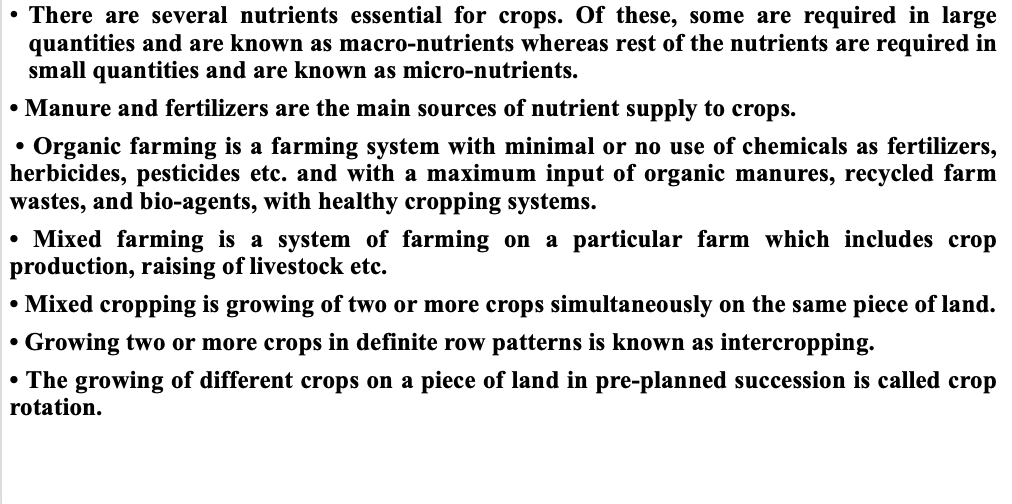 • There are several nutrients essential for crops. Of these, some are required in large
quantities and are known as macro-nutrients whereas rest of the nutrients are required in
small quantities and are known as micro-nutrients.
• Manure and fertilizers are the main sources of nutrient supply to crops.
• Organic farming is a farming system with minimal or no use of chemicals as fertilizers,
herbicides, pesticides etc. and with a maximum input of organic manures, recycled farm
wastes, and bio-agents, with healthy cropping systems.
• Mixed farming is a system of farming on a particular farm which includes crop
production, raising of livestock etc.
• Mixed cropping is growing of two or more crops simultaneously on the same piece of land.
• Growing two or more crops in definite row patterns is known as intercropping.
• The growing of different crops on a piece of land in pre-planned succession is called crop
rotation.